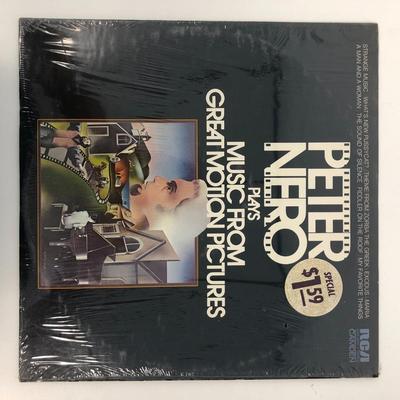 STRANGE MUSIC · WHAT'S NEW PUSSYCAT? · THEME FROM ZORBA THE GREEK · EXODUS · MARIA
A MAN AND A WOMAN · THE SOUND OF SILENCE · FIDDLER ON THE ROOF · MY FAVORITE THINGS
RCA
CAMDEN
PETER
NERO
SPECIAL
$1.59
PLAYS
MUSIC FROM
GREAT MOTION PICTURES